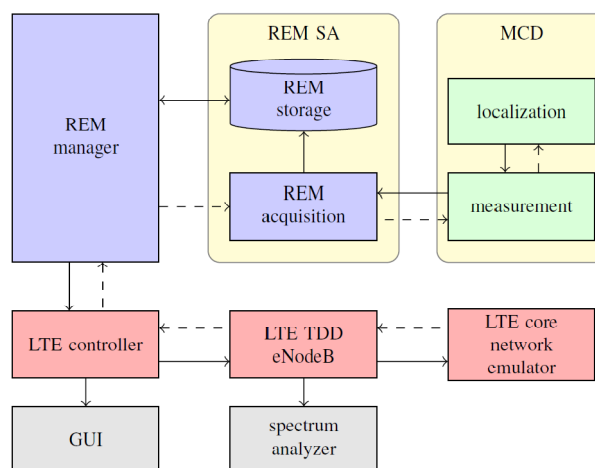 REM SA
MCD
REM
manager
REM
storage
localization
REM
acquisition
measurement
LTE controller
LTE TDD
eNodeB
LTE core
network
emulator
GUI
spectrum
analyzer